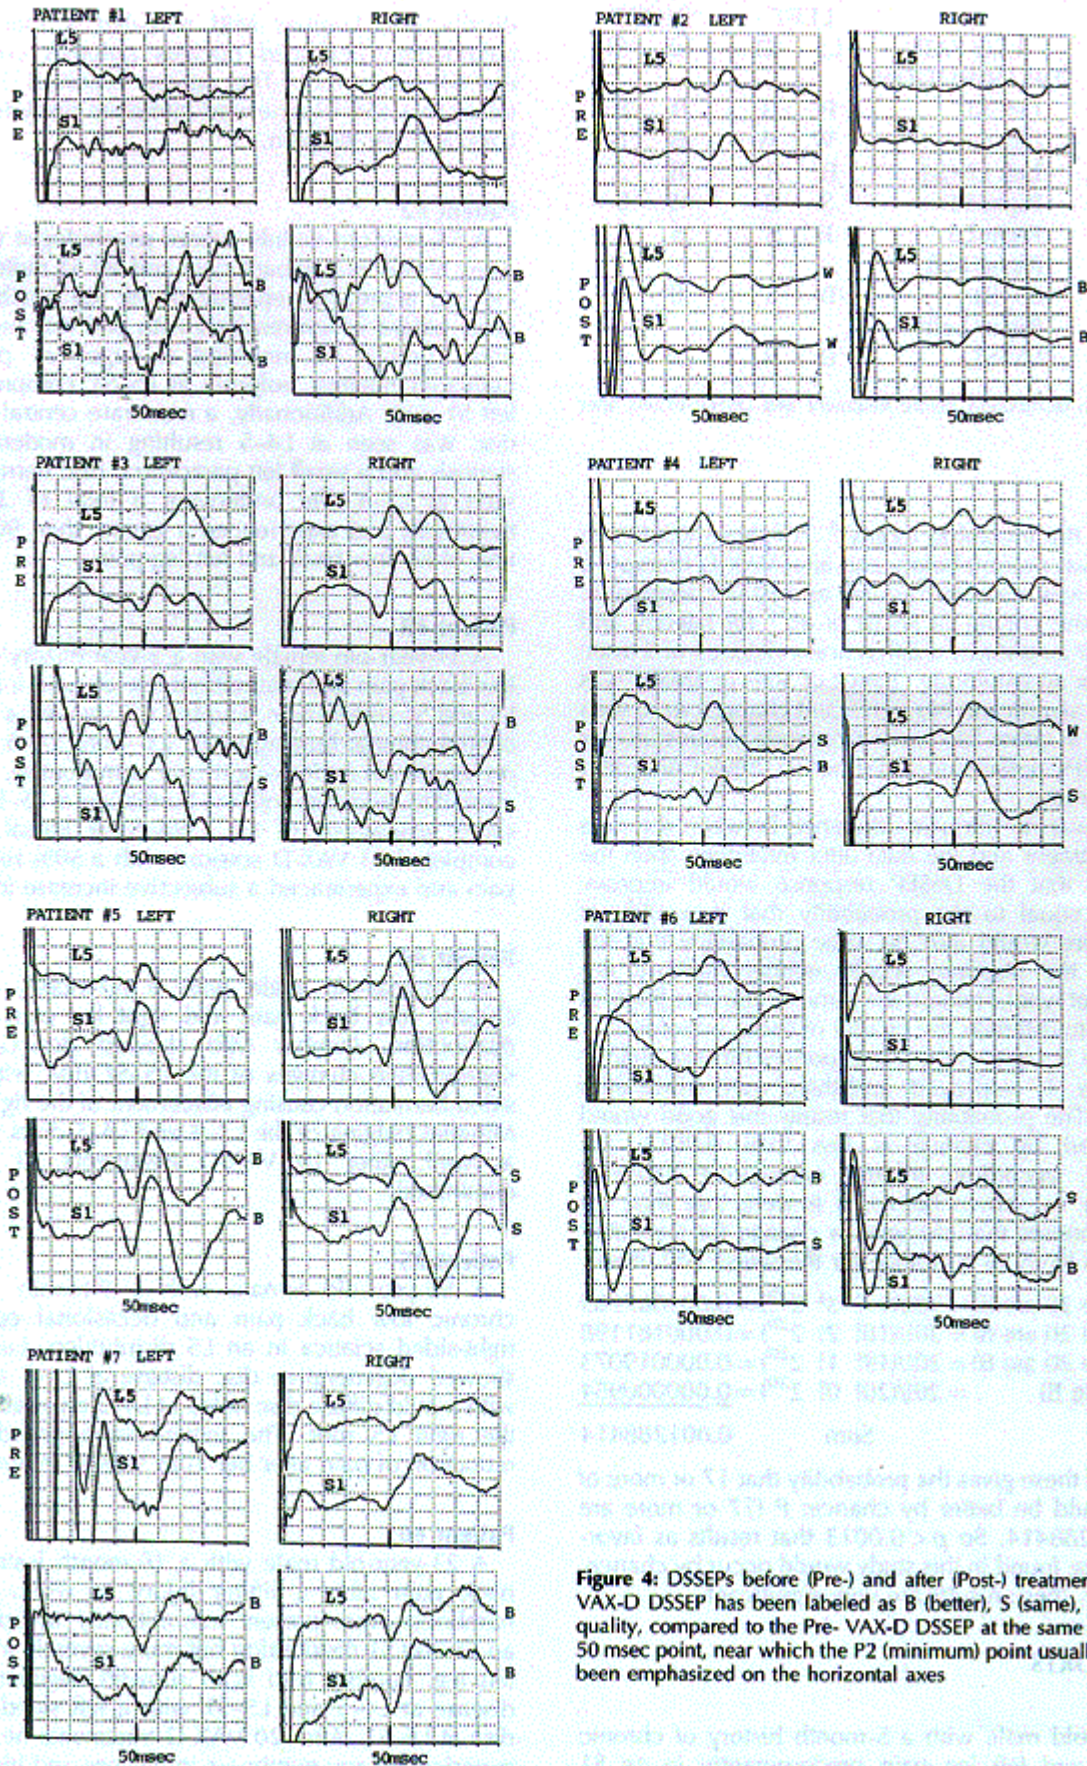 PATIENT #1 LEFT RIGHT
PRE
L5 L5
S1 S1
POST
L5 L5
S1 S1
B B
B B
50msec 50msec
PATIENT #2 LEFT RIGHT
PRE
L5 L5
S1 S1
POST
L5 L5
S1 S1
W B
W B
50msec 50msec
PATIENT #3 LEFT RIGHT
PRE
L5 L5
S1 S1
POST
L5 L5
S1 S1
B B
S S
50msec 50msec
PATIENT #4 LEFT RIGHT
PRE
L5 L5
S1 S1
POST
L5 L5
S1 S1
S W
B S
50msec 50msec
PATIENT #5 LEFT RIGHT
PRE
L5 L5
S1 S1
POST
L5 L5
S1 S1
B S
B S
50msec 50msec
PATIENT #6 LEFT RIGHT
PRE
L5 L5
S1 S1
POST
L5 L5
S1 S1
B S
S B
50msec 50msec
PATIENT #7 LEFT RIGHT
PRE
L5 L5
S1 S1
POST
L5 L5
S1 S1
B B
B B
50msec 50msec
Figure 4: DSSEPs before (Pre-) and after (Post-) treatmen
VAX-D DSSEP has been labeled as B (better), S (same),
quality, compared to the Pre- VAX-D DSSEP at the same
50 msec point, near which the P2 (minimum) point usuall
been emphasized on the horizontal axes